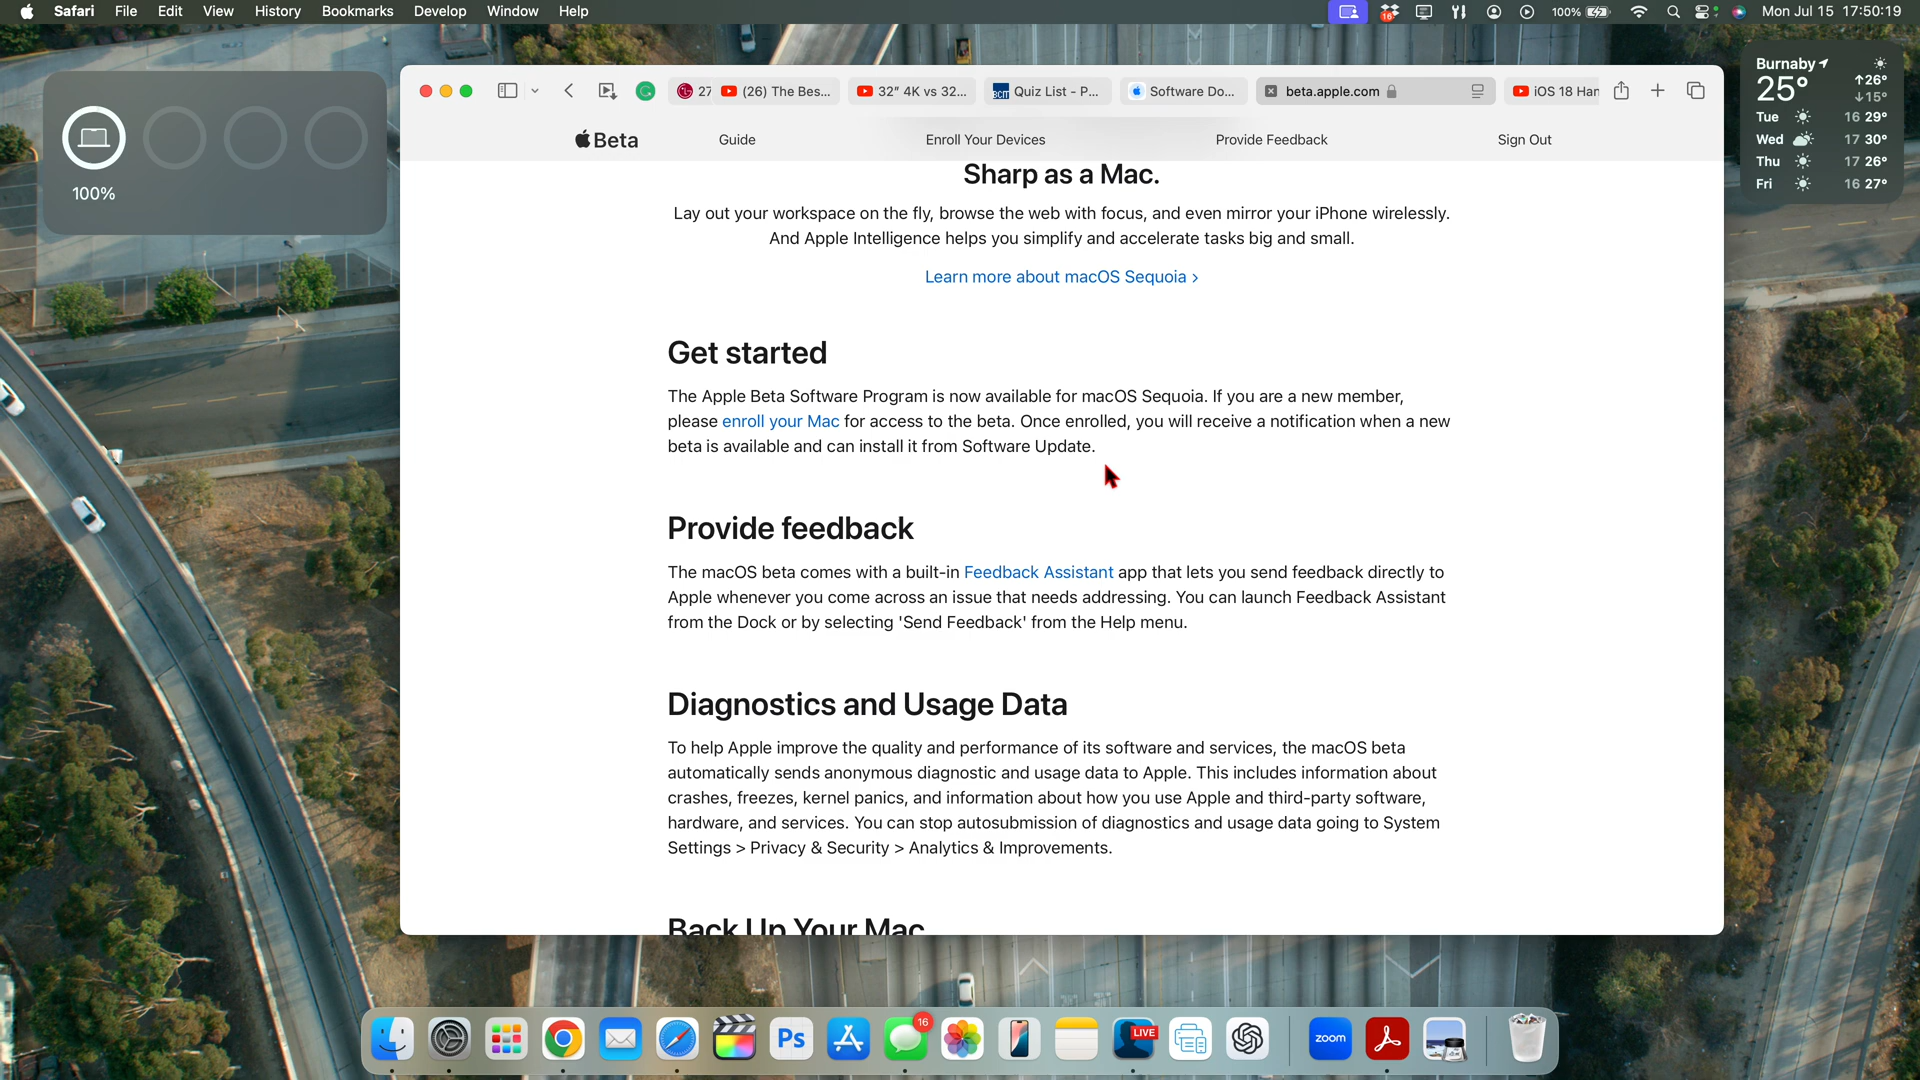 Safari File Edit View History Bookmarks Develop Window Help
16 100% Mon Jul 15 17:50:19
100%
27 (26) The Bes... 32" 4K vs 32... BCIT Quiz List - P... Software Do... beta.apple.com iOS 18 Han
Beta Guide Enroll Your Devices Provide Feedback Sign Out
Burnaby
25° ↑26°
↓15°
Tue 16 29°
Wed 17 30°
Thu 17 26°
Fri 16 27°
Sharp as a Mac.
Lay out your workspace on the fly, browse the web with focus, and even mirror your iPhone wirelessly.
And Apple Intelligence helps you simplify and accelerate tasks big and small.
Learn more about macOS Sequoia >
Get started
The Apple Beta Software Program is now available for macOS Sequoia. If you are a new member,
please enroll your Mac for access to the beta. Once enrolled, you will receive a notification when a new
beta is available and can install it from Software Update.
Provide feedback
The macOS beta comes with a built-in Feedback Assistant app that lets you send feedback directly to
Apple whenever you come across an issue that needs addressing. You can launch Feedback Assistant
from the Dock or by selecting 'Send Feedback' from the Help menu.
Diagnostics and Usage Data
To help Apple improve the quality and performance of its software and services, the macOS beta
automatically sends anonymous diagnostic and usage data to Apple. This includes information about
crashes, freezes, kernel panics, and information about how you use Apple and third-party software,
hardware, and services. You can stop autosubmission of diagnostics and usage data going to System
Settings > Privacy & Security > Analytics & Improvements.
Back Up Your Mac
Ps 16 LIVE zoom